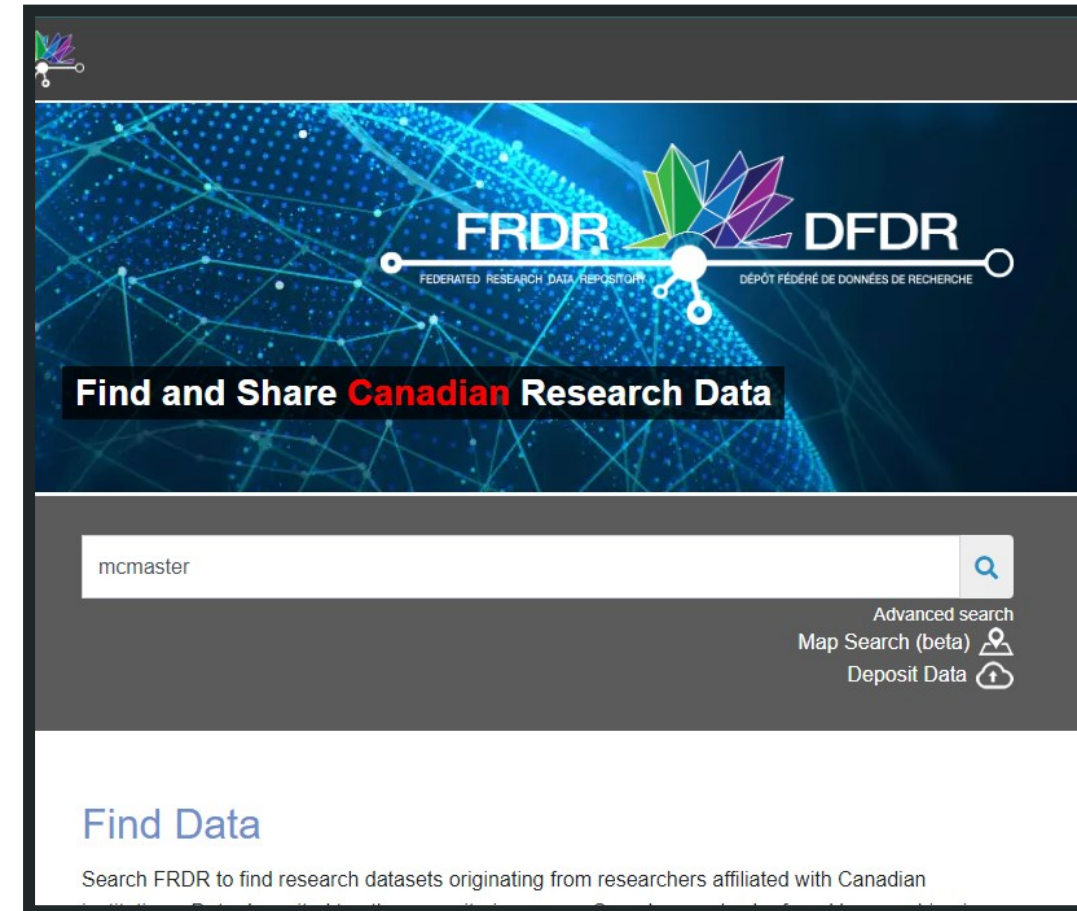 FRDR DFDR
FEDERATED RESEARCH DATA REPOSITORY DÉPÔT FÉDÉRÉ DE DONNÉES DE RECHERCHE
Find and Share Canadian Research Data
mcmaster
Advanced search
Map Search (beta)
Deposit Data
Find Data
Search FRDR to find research datasets originating from researchers affiliated with Canadian